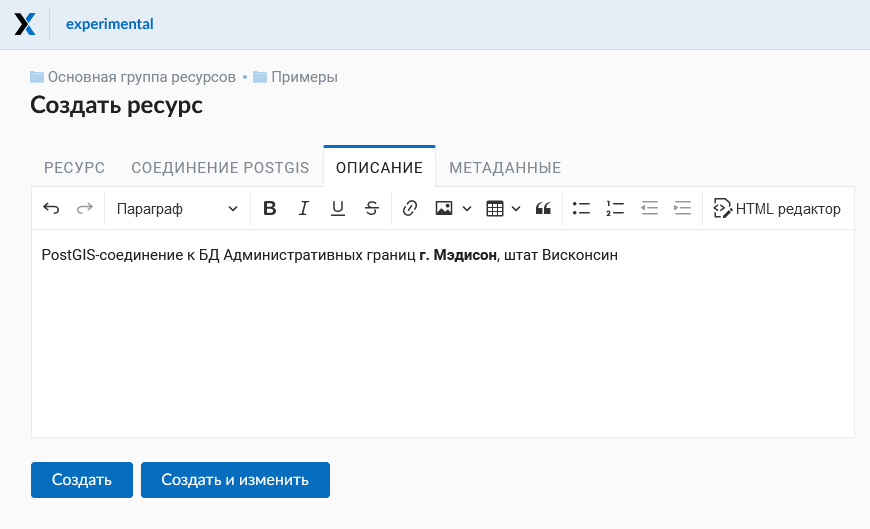 experimental
Основная группа ресурсов • Примеры
Создать ресурс
РЕСУРС СОЕДИНЕНИЕ POSTGIS ОПИСАНИЕ МЕТАДАННЫЕ
Параграф B I U S HTML редактор
PostGIS-соединение к БД Административных границ г. Мэдисон, штат Висконсин
Создать Создать и изменить